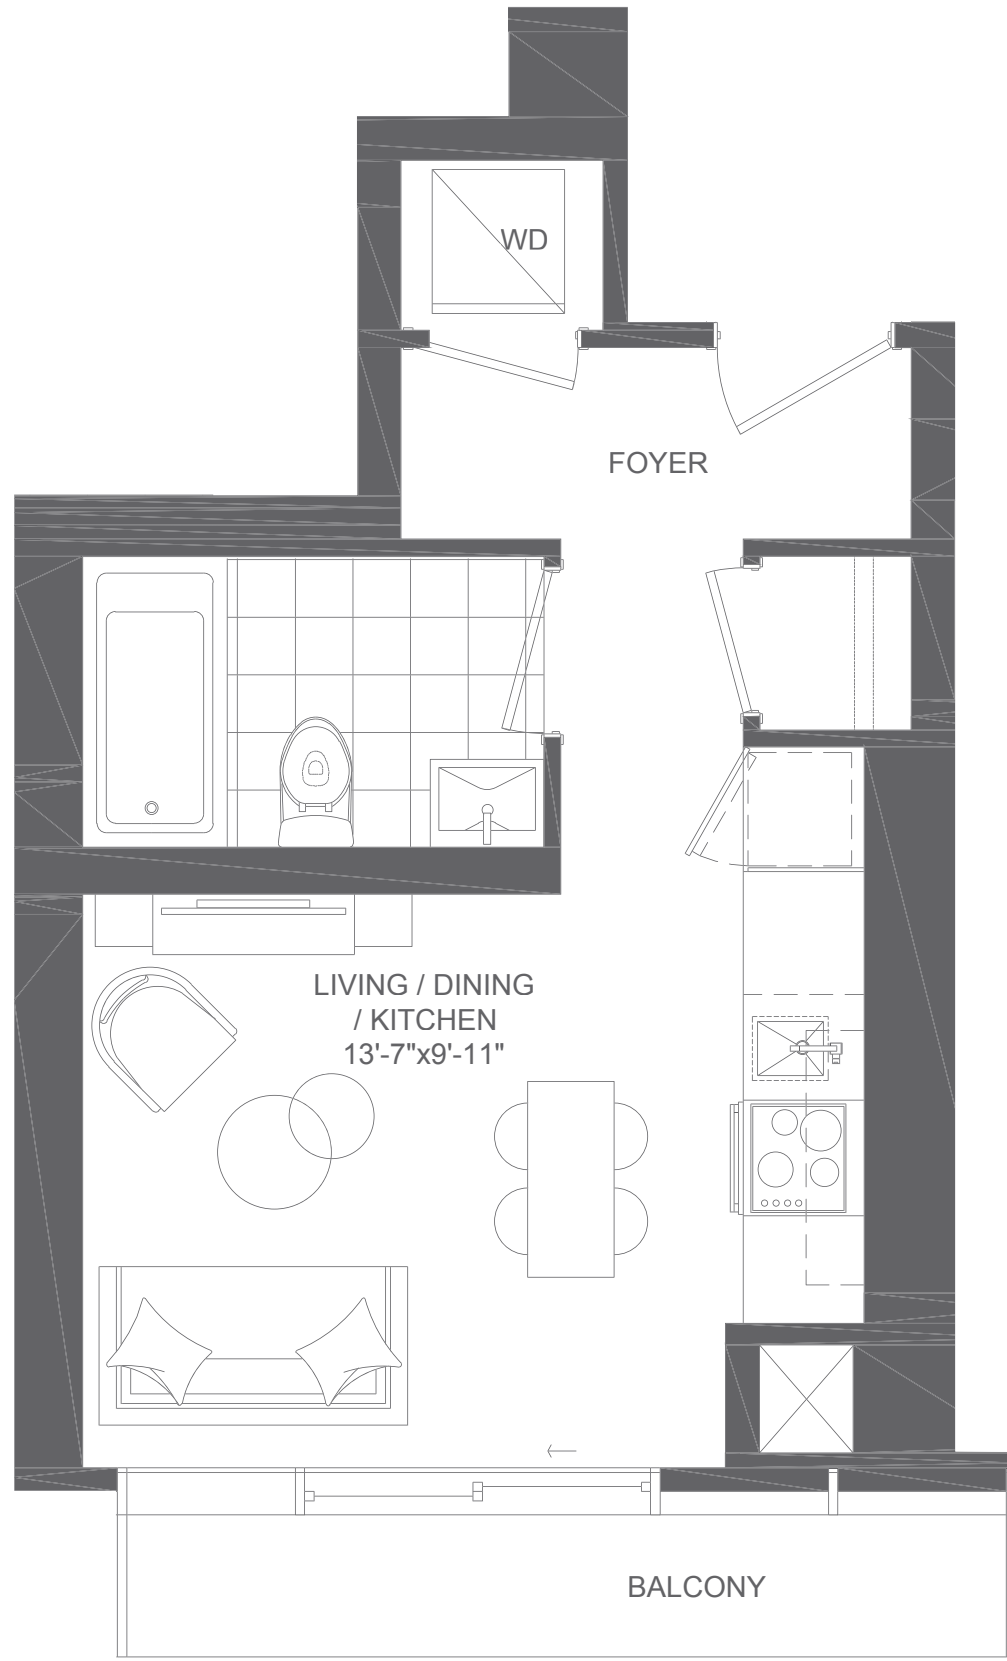 WD
FOYER
LIVING / DINING
/ KITCHEN
13'-7"x9'-11"
BALCONY